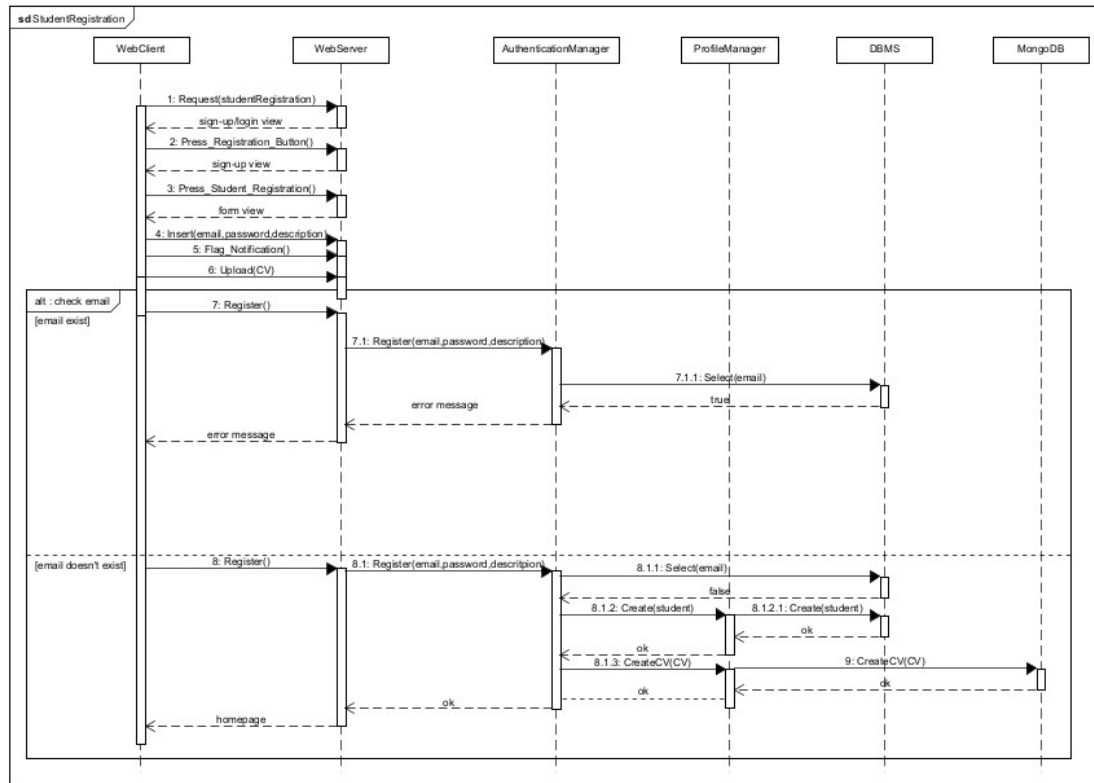 sd StudentRegistration
WebClient
WebServer
AuthenticationManager
ProfileManager
DBMS
MongoDB
1: Request(studentRegistration)
sign-up/login view
2: Press_Registration_Button()
sign-up view
3: Press_Student_Registration()
form view
4: Insert(email,password,description)
5: Flag_Notification()
6: Upload(CV)
alt : check email
7: Register()
[email exist]
7.1: Register(email,password,description)
7.1.1: Select(email)
true
error message
error message
[email doesn't exist]
8: Register()
8.1: Register(email,password,descritpion)
8.1.1: Select(email)
false
8.1.2: Create(student)
8.1.2.1: Create(student)
ok
ok
8.1.3: CreateCV(CV)
9: CreateCV(CV)
ok
ok
ok
homepage